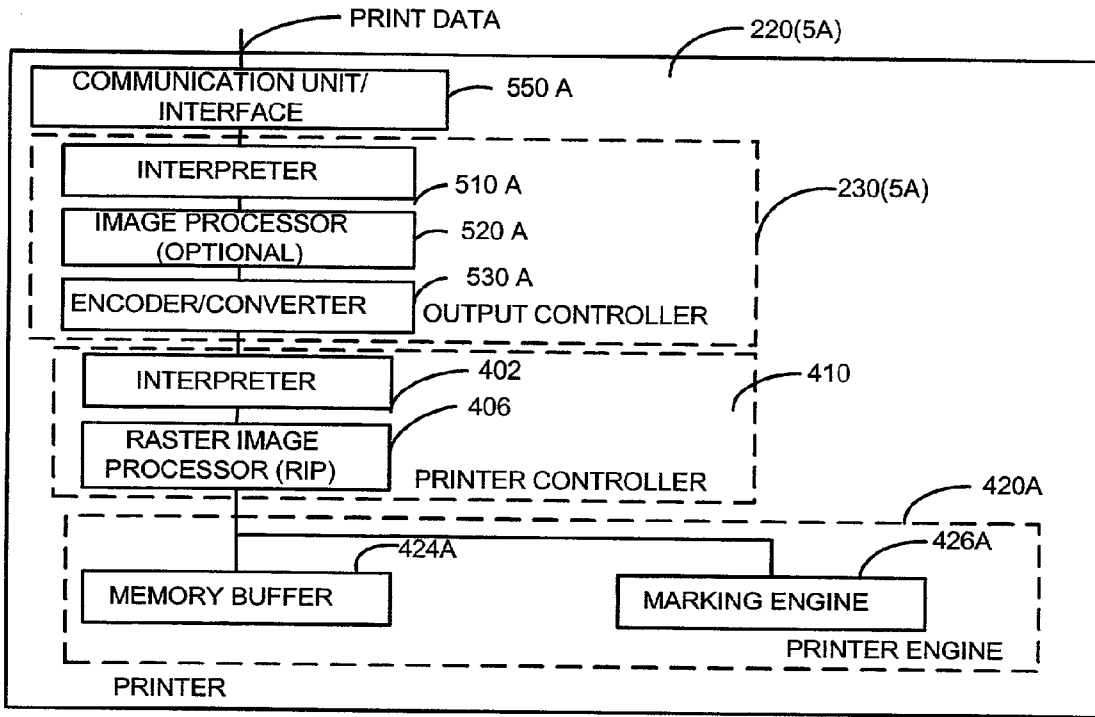 PRINT DATA
220(5A)
COMMUNICATION UNIT/
INTERFACE
550 A
INTERPRETER
510 A
230(5A)
IMAGE PROCESSOR
(OPTIONAL)
520 A
530 A
ENCODER/CONVERTER
OUTPUT CONTROLLER
INTERPRETER
402
410
406
RASTER IMAGE
PROCESSOR (RIP)
PRINTER CONTROLLER
420A
424A
426A
MEMORY BUFFER
MARKING ENGINE
PRINTER ENGINE
PRINTER